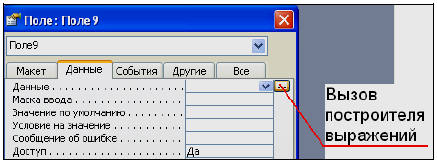 Поле: Поле9
Поле9
Макет Данные События Другие Все
Данные
Маска ввода
Значение по умолчанию
Условие на значение
Сообщение об ошибке
Доступ Да
Вызов
построителя
выражений